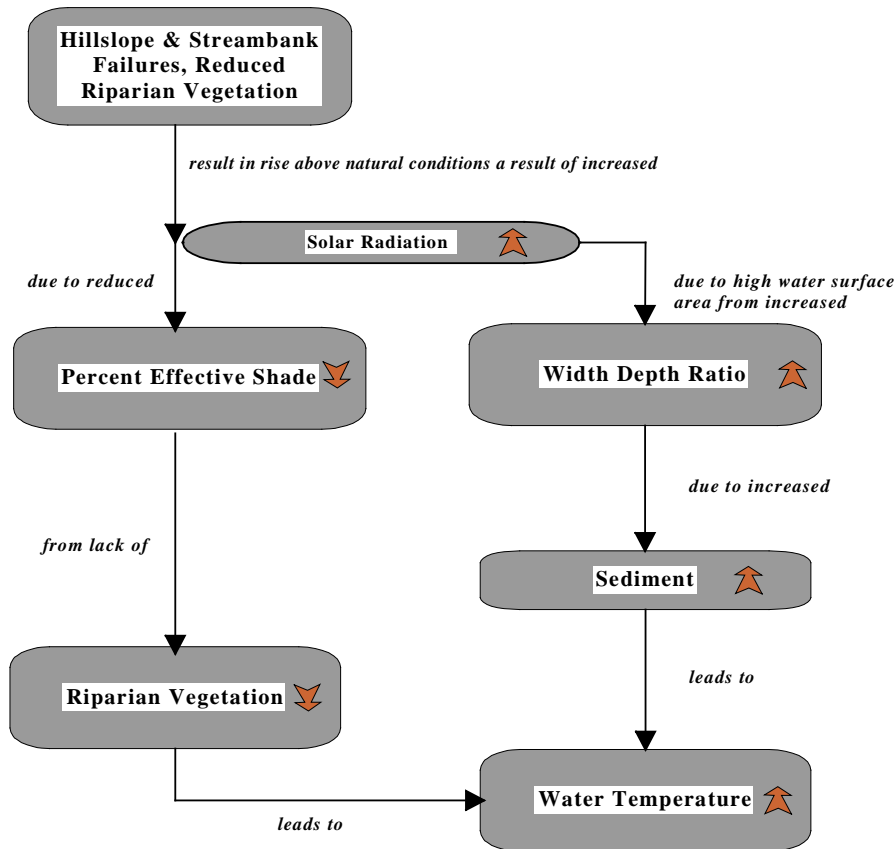 Hillslope & Streambank
Failures, Reduced
Riparian Vegetation
result in rise above natural conditions a result of increased
Solar Radiation
due to reduced
due to high water surface
area from increased
Percent Effective Shade
Width Depth Ratio
due to increased
from lack of
Sediment
leads to
Riparian Vegetation
Water Temperature
leads to